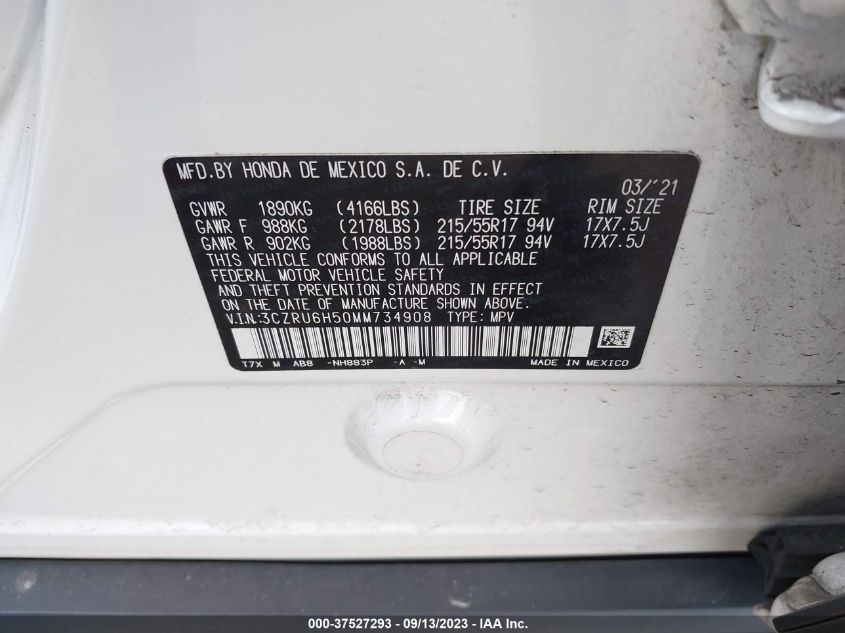 MFD.BY HONDA DE MEXICO S.A. DE C.V.
03/'21
GVWR 1890KG (4166LBS) TIRE SIZE RIM SIZE
GAWR F 988KG (2178LBS) 215/55R17 94V 17X7.5J
GAWR R 902KG (1988LBS) 215/55R17 94V 17X7.5J
THIS VEHICLE CONFORMS TO ALL APPLICABLE
FEDERAL MOTOR VEHICLE SAFETY
AND THEFT PREVENTION STANDARDS IN EFFECT
ON THE DATE OF MANUFACTURE SHOWN ABOVE.
V.I.N.:3CZRU6H50MM734908 TYPE: MPV
T7X M AB8 -NH883P -A -M MADE IN MEXICO
000-37527293 - 09/13/2023 - IAA Inc.